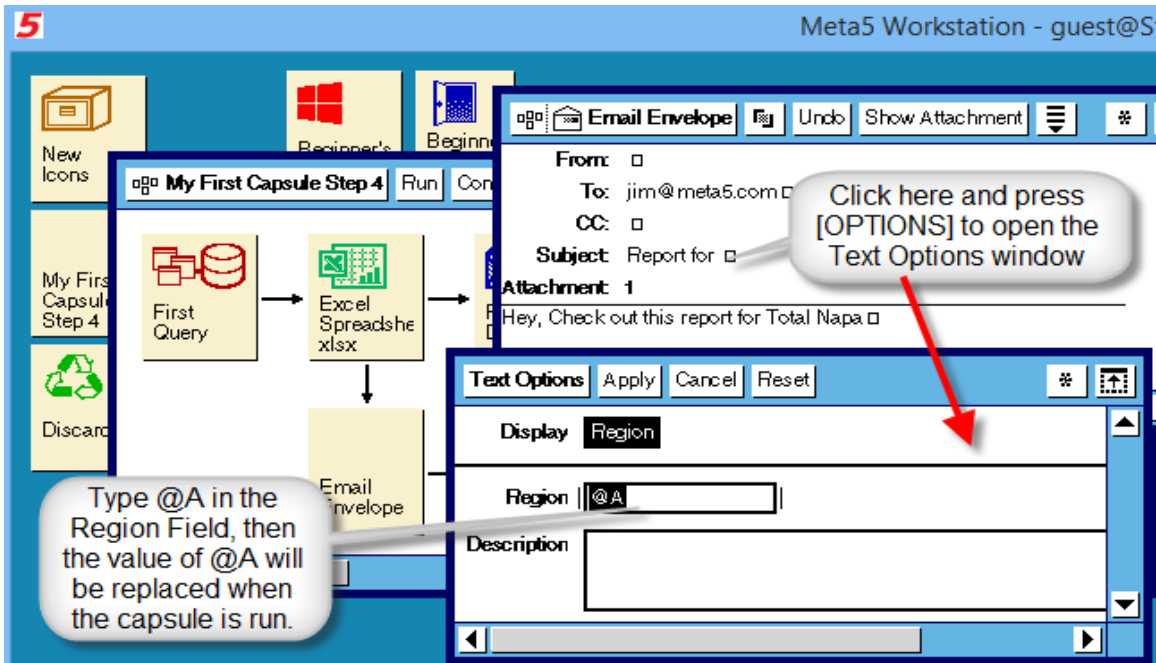 5
Meta5 Workstation - guest@S
New
Icons
Beginner's
Beginn
My Firs
Capsul
Step 4
Discard
My First Capsule Step 4 Run Con
First
Query
Excel
Spreadshe
xlsx
Email
Envelope
Email Envelope Undo Show Attachment *
From:
To: jim@meta5.com
CC:
Subject: Report for
Attachment: 1
Hey, Check out this report for Total Napa
Click here and press
[OPTIONS] to open the
Text Options window
Text Options Apply Cancel Reset *
Display Region
Region @A
Description
Type @A in the
Region Field, then
the value of @A will
be replaced when
the capsule is run.